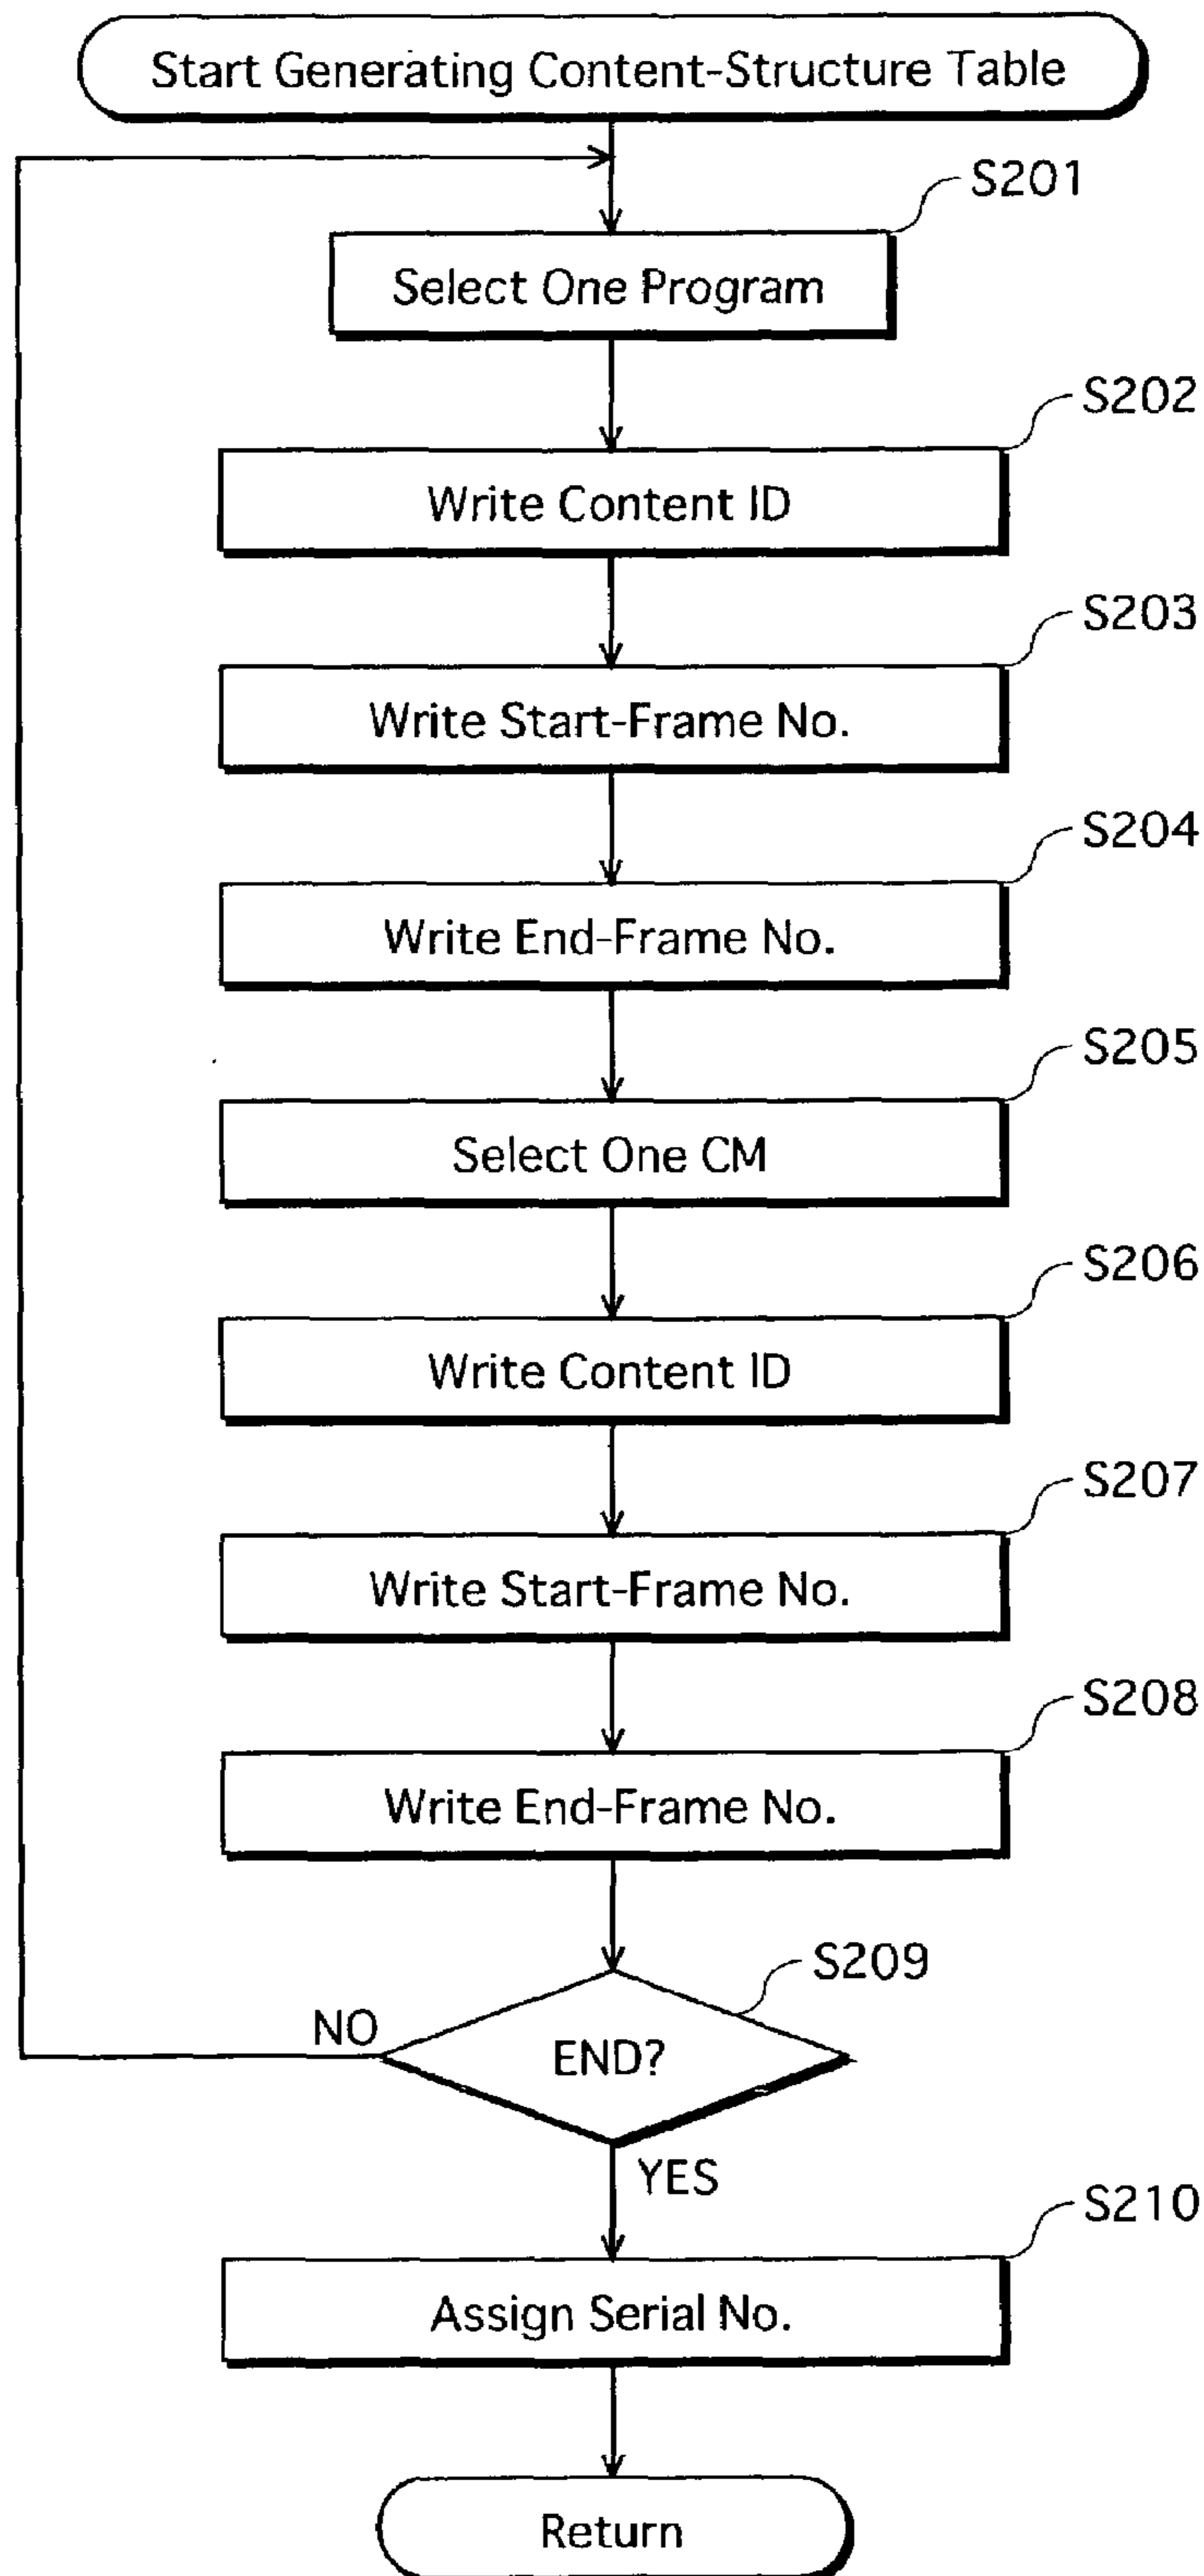 Start Generating Content-Structure Table
S201
Select One Program
S202
Write Content ID
S203
Write Start-Frame No.
S204
Write End-Frame No.
S205
Select One CM
S206
Write Content ID
S207
Write Start-Frame No.
S208
Write End-Frame No.
S209
NO
END?
YES
S210
Assign Serial No.
Return